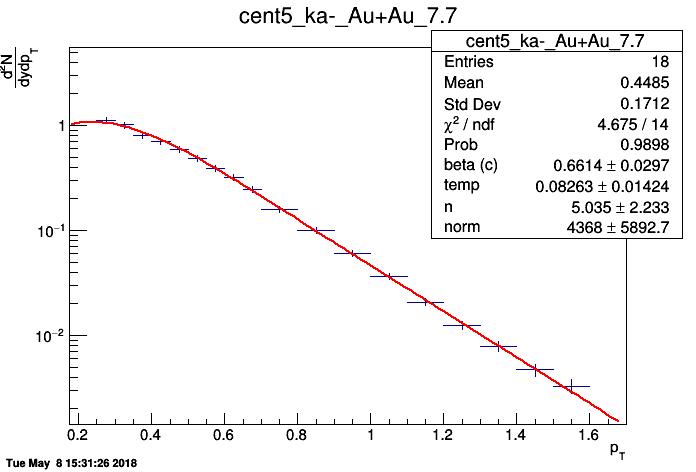 cent5_ka-_Au+Au_7.7
d²N
dydp_T
cent5_ka-_Au+Au_7.7
Entries 18
Mean 0.4485
Std Dev 0.1712
χ² / ndf 4.675 / 14
Prob 0.9898
beta (c) 0.6614 ± 0.0297
temp 0.08263 ± 0.01424
n 5.035 ± 2.233
norm 4368 ± 5892.7
1
10⁻¹
10⁻²
0.2 0.4 0.6 0.8 1 1.2 1.4 1.6
p_T
Tue May 8 15:31:26 2018